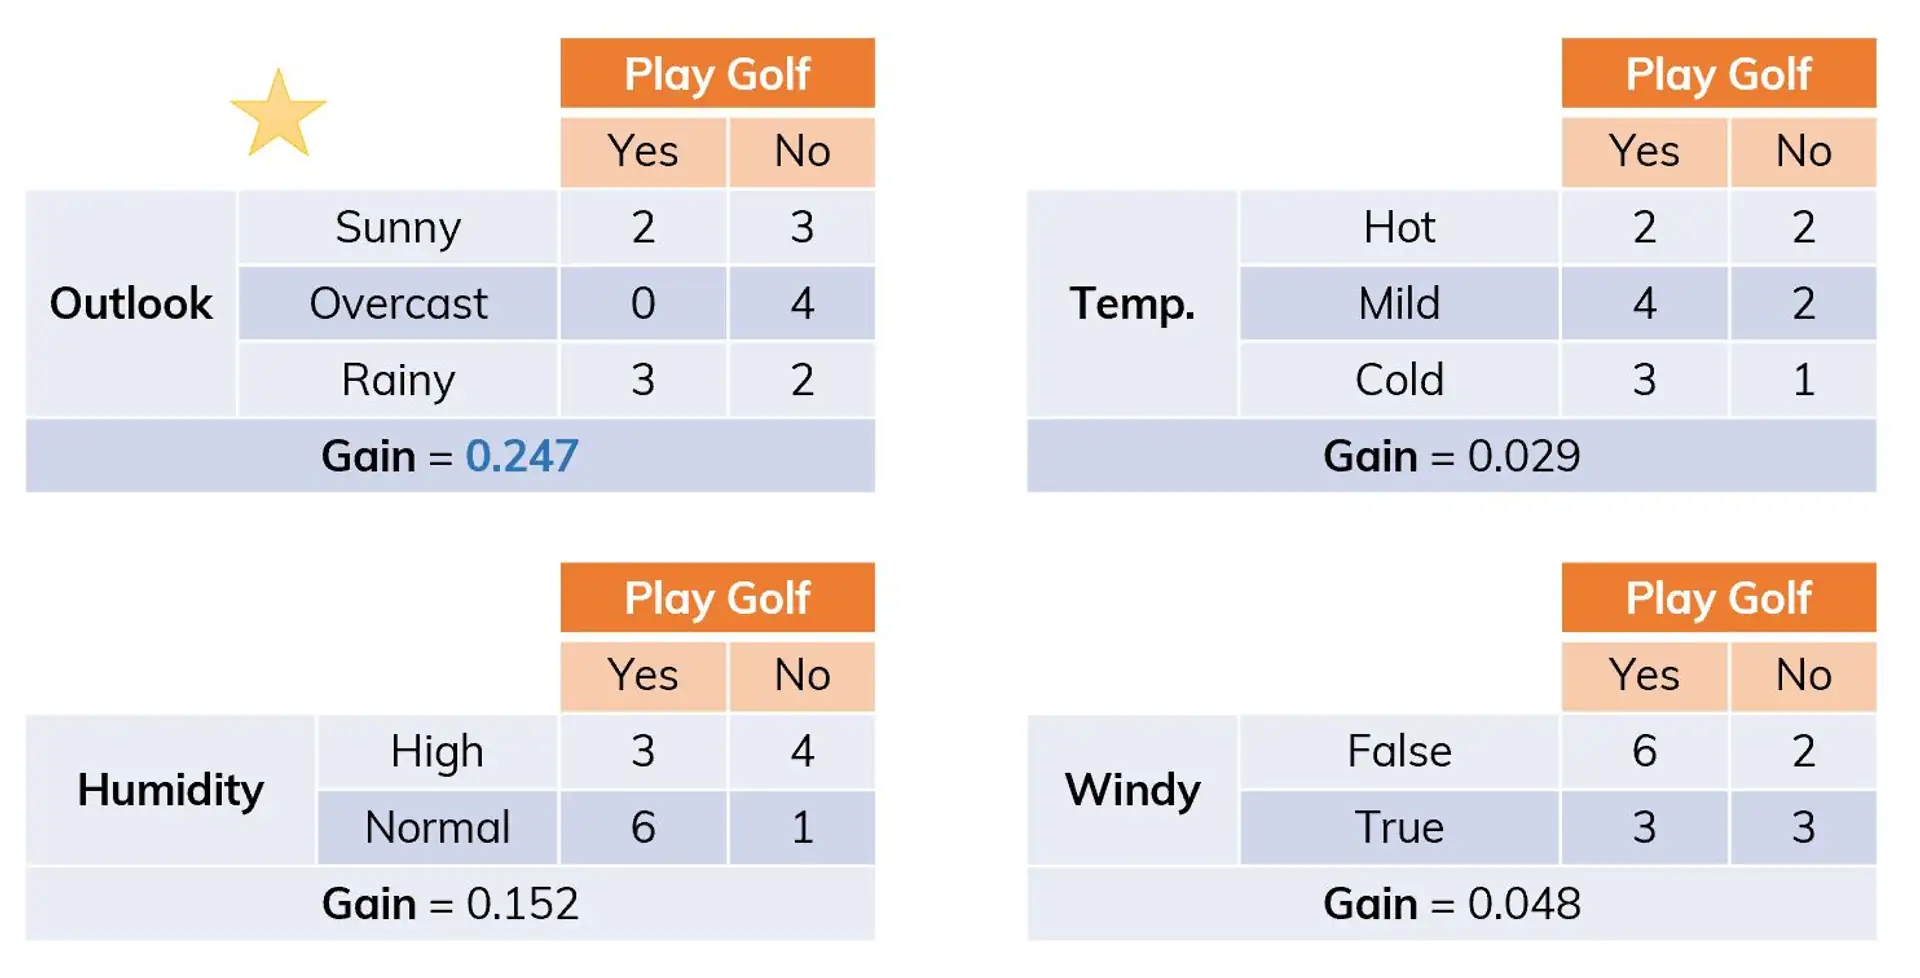 Play Golf
Yes No
Outlook
Sunny 2 3
Overcast 0 4
Rainy 3 2
Gain = 0.247
Play Golf
Yes No
Temp.
Hot 2 2
Mild 4 2
Cold 3 1
Gain = 0.029
Play Golf
Yes No
Humidity
High 3 4
Normal 6 1
Gain = 0.152
Play Golf
Yes No
Windy
False 6 2
True 3 3
Gain = 0.048